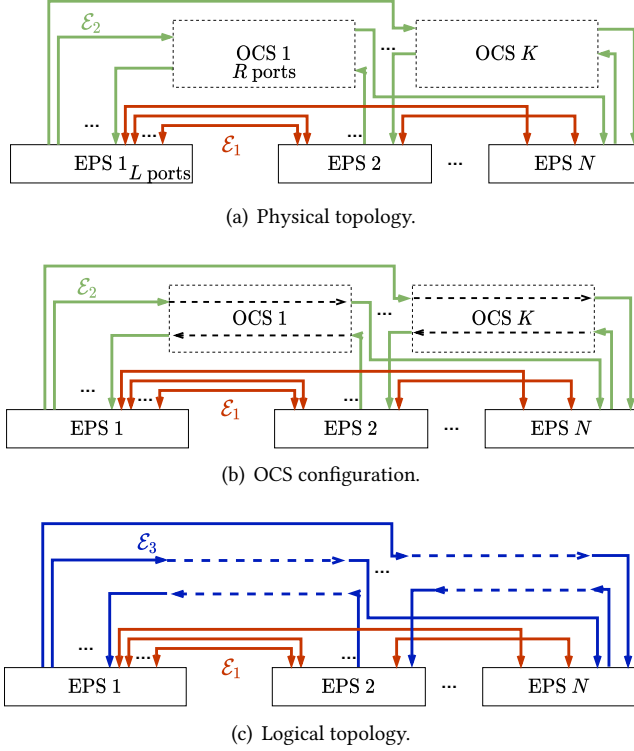 ℰ₂
OCS 1
R ports
...
OCS K
...
...
ℰ₁
...
EPS 1
L ports
EPS 2
...
EPS N
(a) Physical topology.
ℰ₂
OCS 1
...
OCS K
...
...
ℰ₁
...
EPS 1
EPS 2
...
EPS N
(b) OCS configuration.
ℰ₃
...
...
...
ℰ₁
...
EPS 1
EPS 2
...
EPS N
(c) Logical topology.